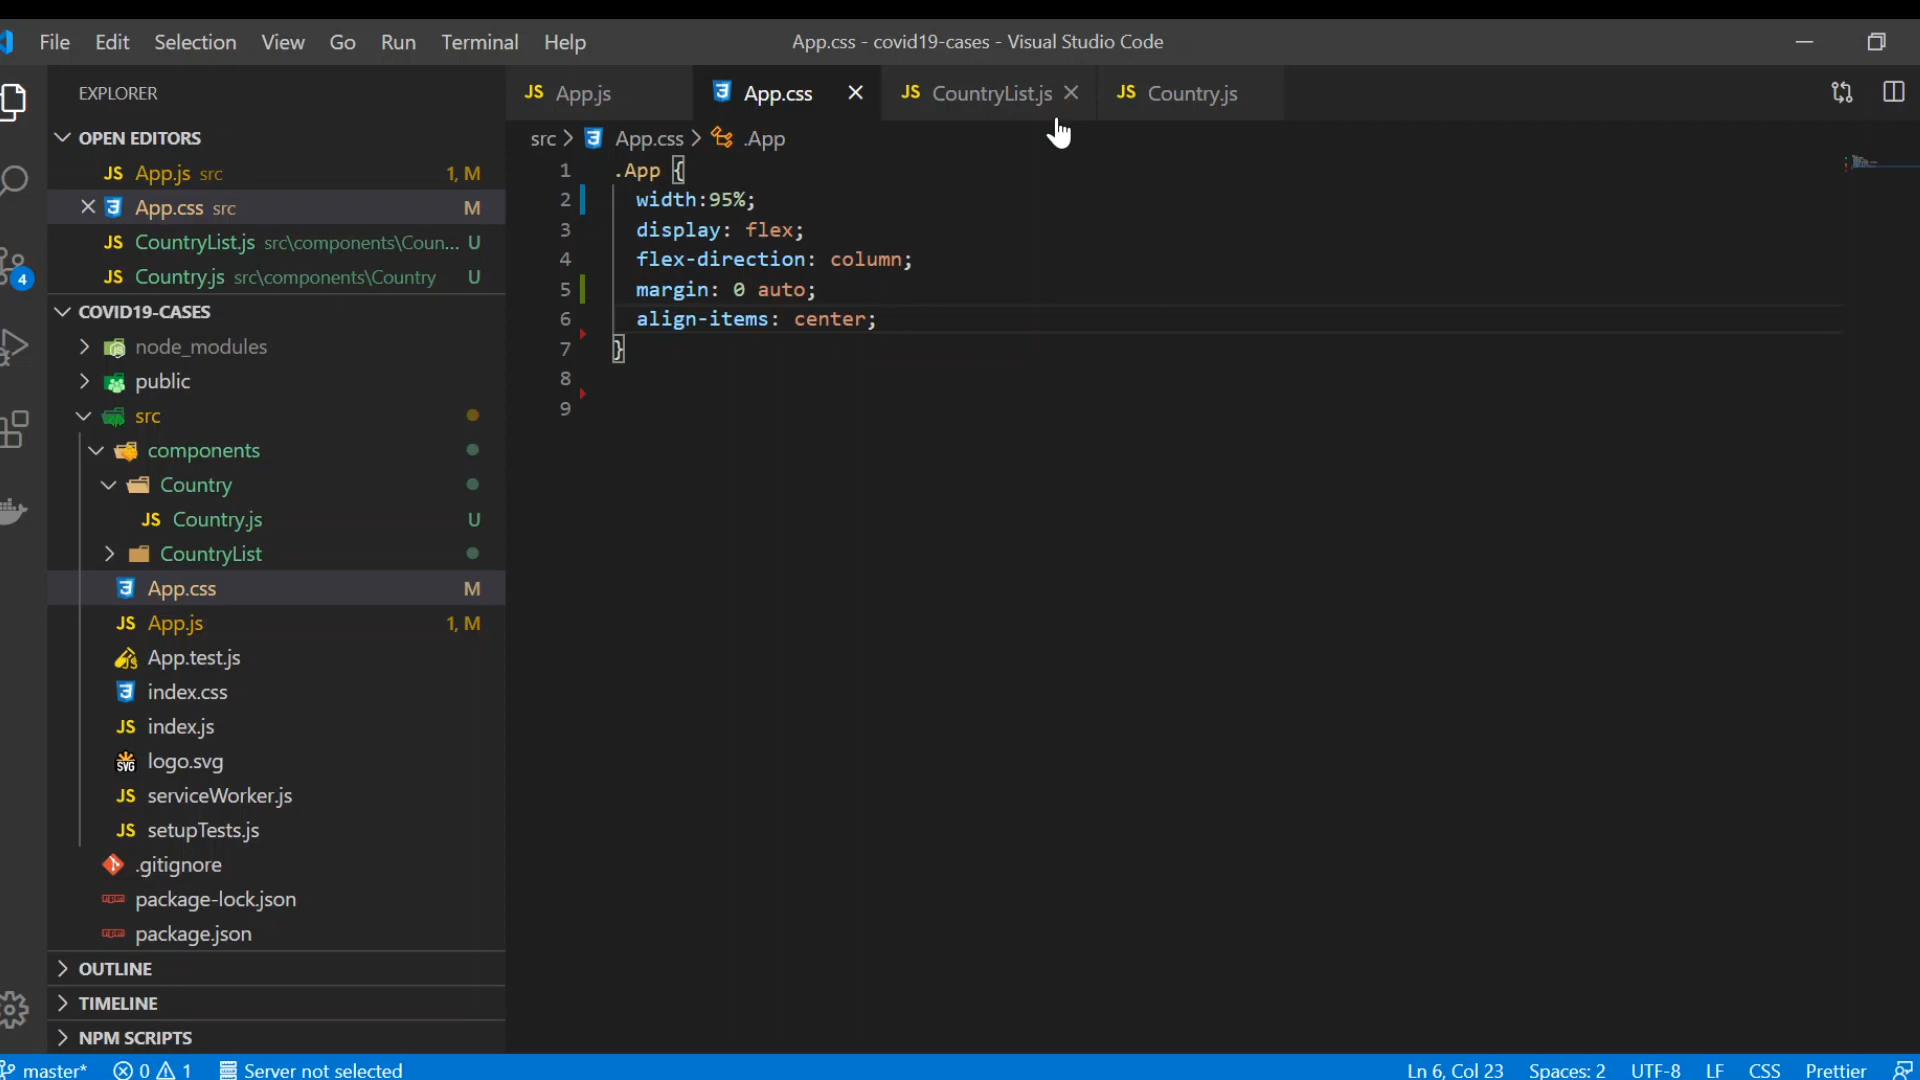 File Edit Selection View Go Run Terminal Help App.css - covid19-cases - Visual Studio Code
EXPLORER
JS App.js App.css JS CountryList.js JS Country.js
OPEN EDITORS
JS App.js src 1, M
App.css src M
JS CountryList.js src\components\Coun... U
JS Country.js src\components\Country U
COVID19-CASES
node_modules
public
src
components
Country
JS Country.js U
CountryList
App.css M
JS App.js 1, M
App.test.js
index.css
JS index.js
SVG logo.svg
JS serviceWorker.js
JS setupTests.js
.gitignore
package-lock.json
package.json
OUTLINE
TIMELINE
NPM SCRIPTS
4
src > App.css > .App
1 .App {
2 width:95%;
3 display: flex;
4 flex-direction: column;
5 margin: 0 auto;
6 align-items: center;
7 }
8
9
master* 0 1 Server not selected Ln 6, Col 23 Spaces: 2 UTF-8 LF CSS Prettier